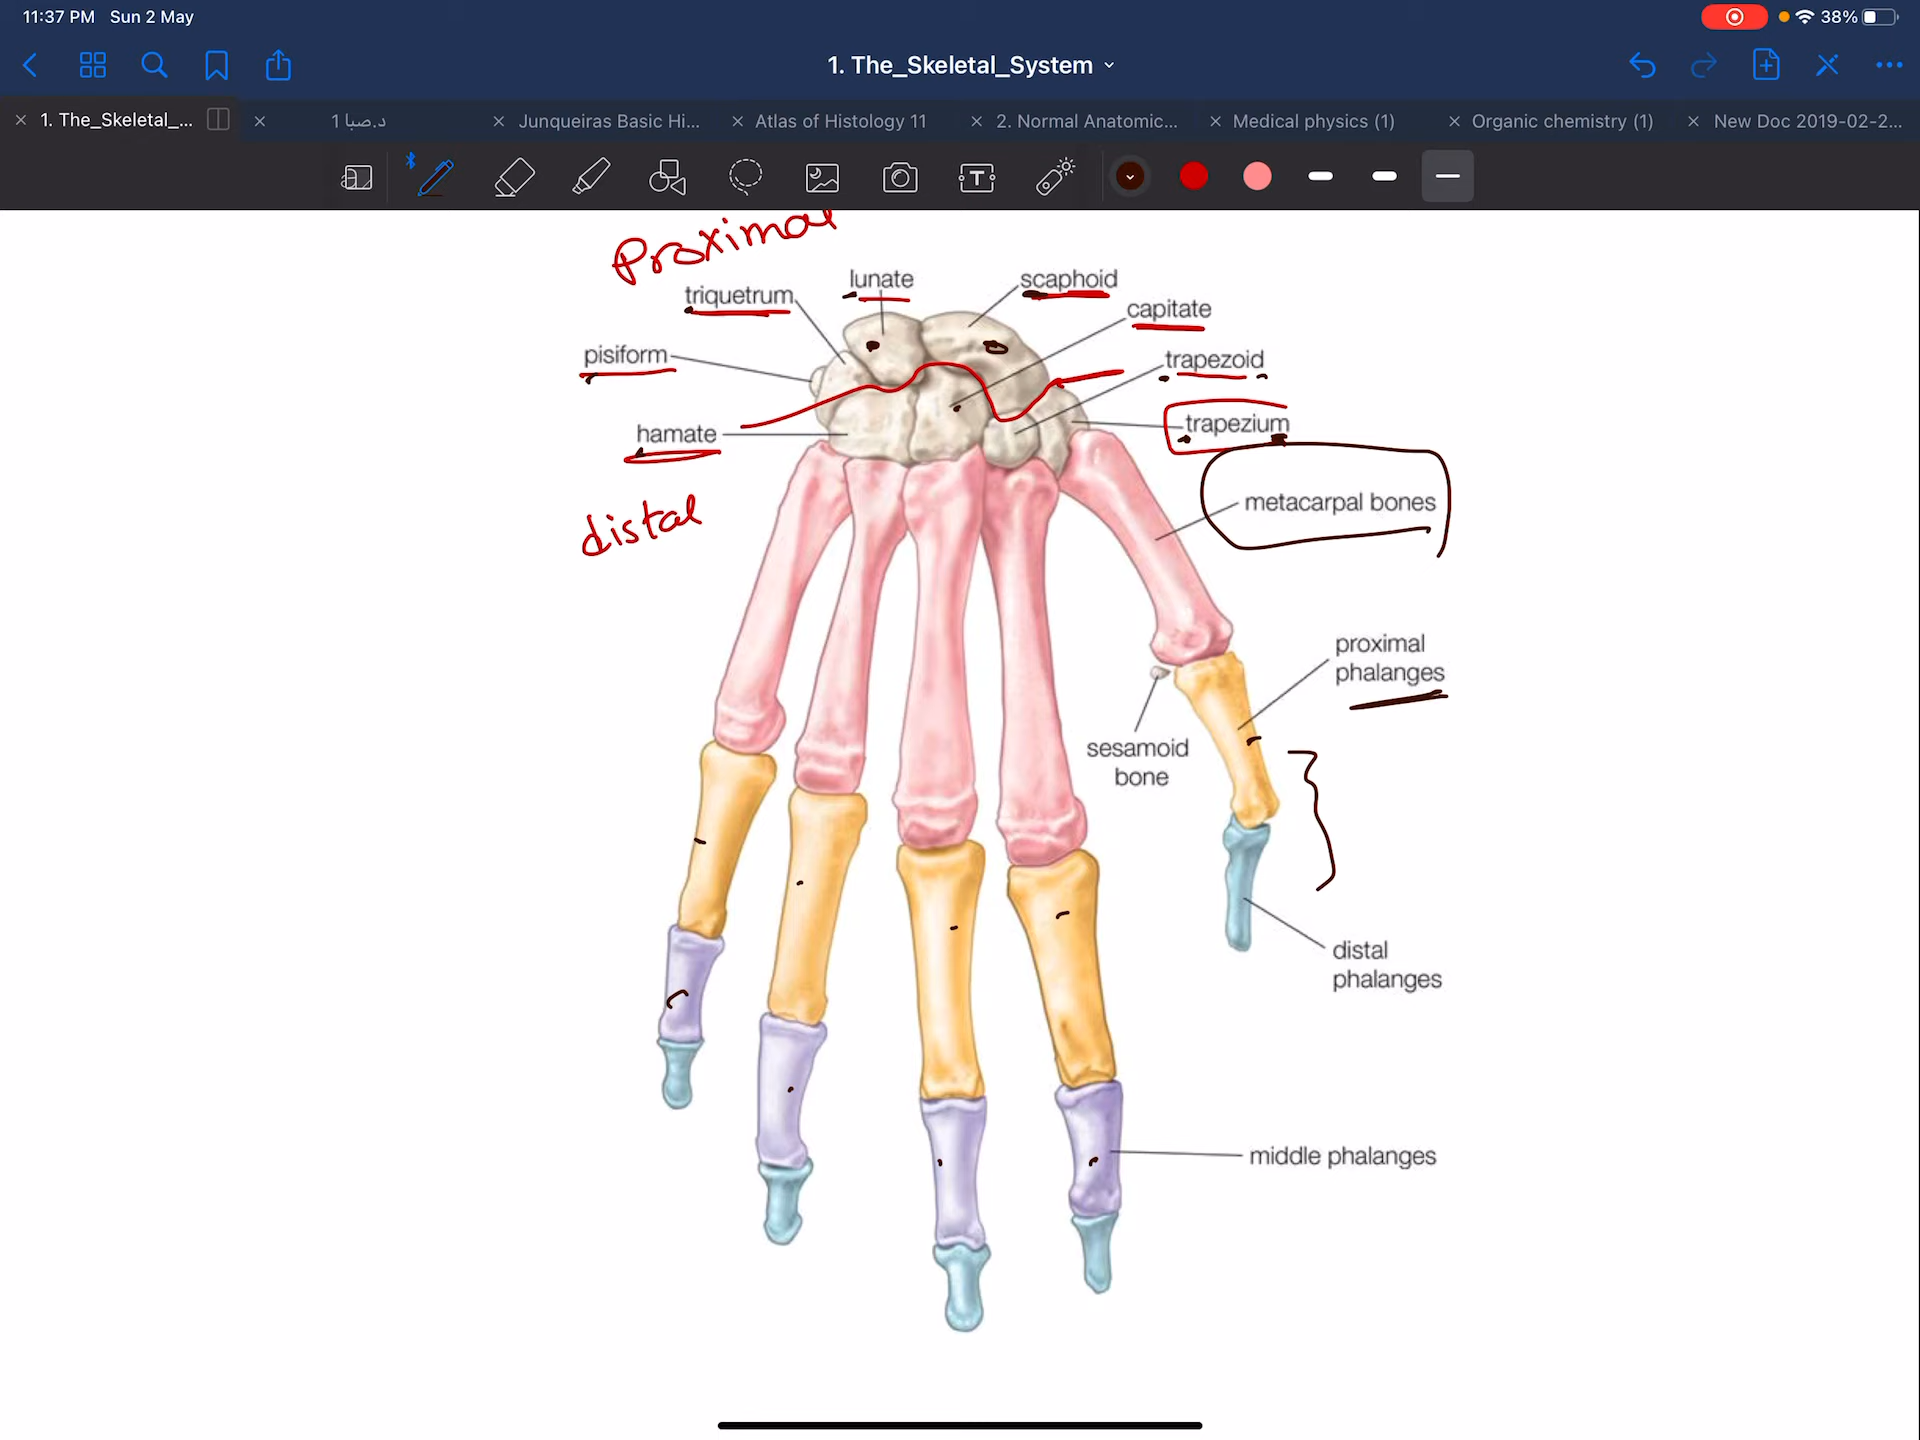 11:37 PM Sun 2 May
38%
1. The_Skeletal_System
1. The_Skeletal_...
د.صبا 1
Junqueiras Basic Hi...
Atlas of Histology 11
2. Normal Anatomic...
Medical physics (1)
Organic chemistry (1)
New Doc 2019-02-2...
Proximal
lunate
scaphoid
triquetrum
capitate
pisiform
trapezoid
hamate
trapezium
metacarpal bones
distal
proximal
phalanges
sesamoid
bone
distal
phalanges
middle phalanges